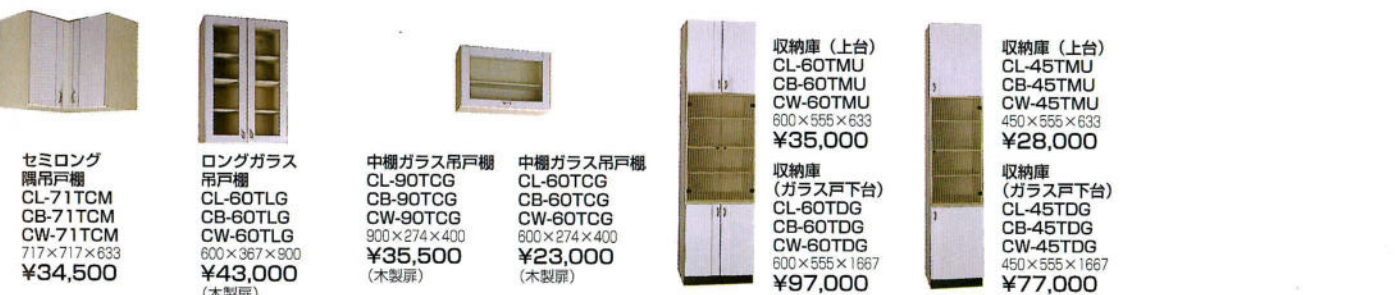 セミロング
隅吊戸棚
CL-71TCM
CB-71TCM
CW-71TCM
717×717×633
¥34,500
ロングガラス
吊戸棚
CL-60TLG
CB-60TLG
CW-60TLG
600×367×900
¥43,000
(木製扉)
中棚ガラス吊戸棚
CL-90TCG
CB-90TCG
CW-90TCG
900×274×400
¥35,500
(木製扉)
中棚ガラス吊戸棚
CL-60TCG
CB-60TCG
CW-60TCG
600×274×400
¥23,000
(木製扉)
収納庫(上台)
CL-60TMU
CB-60TMU
CW-60TMU
600×555×633
¥35,000
収納庫
(ガラス戸下台)
CL-60TDG
CB-60TDG
CW-60TDG
600×555×1667
¥97,000
収納庫(上台)
CL-45TMU
CB-45TMU
CW-45TMU
450×555×633
¥28,000
収納庫
(ガラス戸下台)
CL-45TDG
CB-45TDG
CW-45TDG
450×555×1667
¥77,000